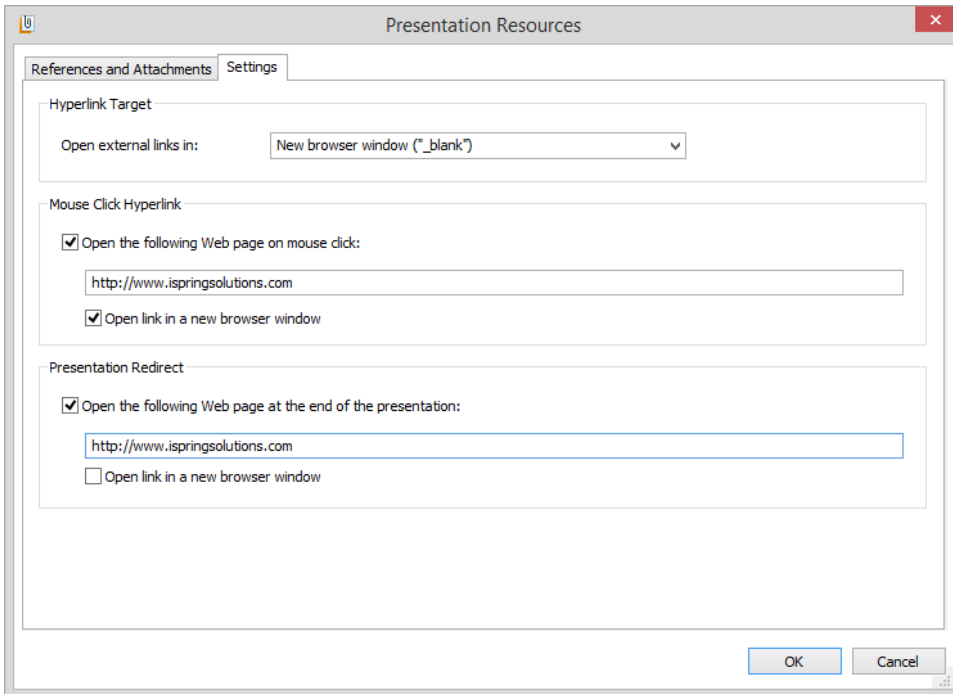 Presentation Resources
References and Attachments
Settings
Hyperlink Target
Open external links in:
New browser window ("_blank")
Mouse Click Hyperlink
Open the following Web page on mouse click:
http://www.ispringsolutions.com
Open link in a new browser window
Presentation Redirect
Open the following Web page at the end of the presentation:
http://www.ispringsolutions.com
Open link in a new browser window
OK
Cancel